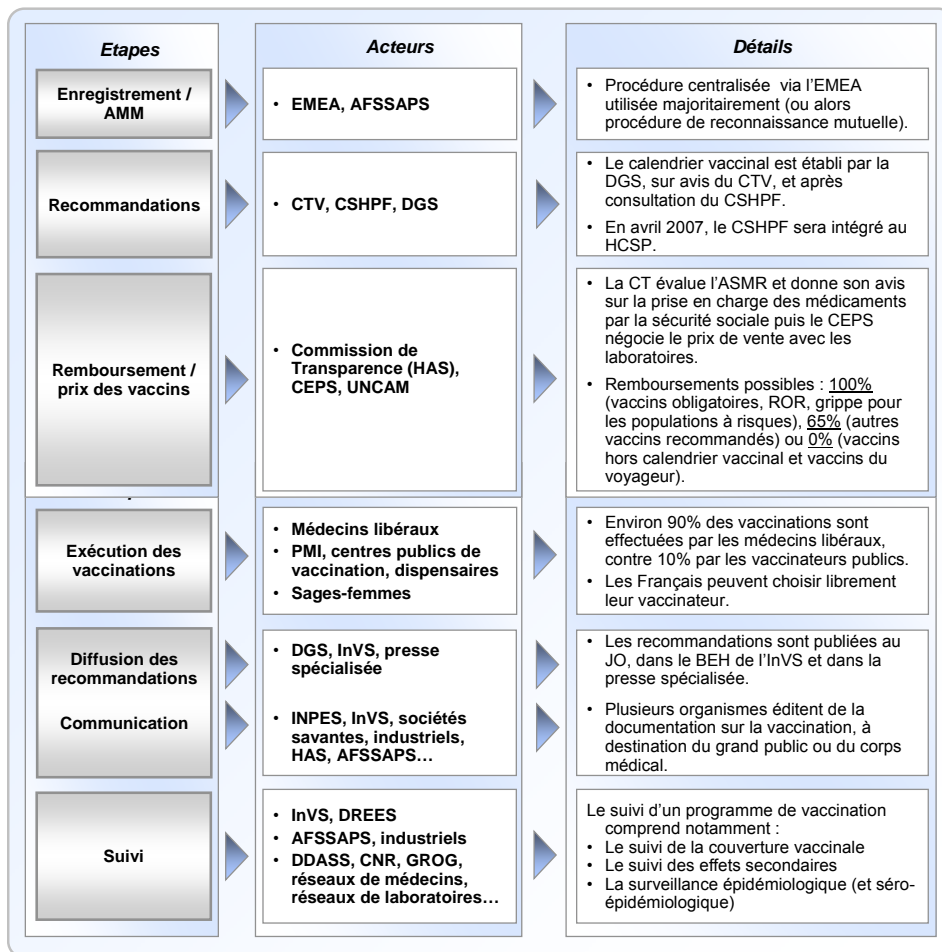 Etapes
Acteurs
Détails
Enregistrement /
AMM
• EMEA, AFSSAPS
• Procédure centralisée via l'EMEA
utilisée majoritairement (ou alors
procédure de reconnaissance mutuelle).
Recommandations
• CTV, CSHPF, DGS
• Le calendrier vaccinal est établi par la
DGS, sur avis du CTV, et après
consultation du CSHPF.
• En avril 2007, le CSHPF sera intégré au
HCSP.
Remboursement /
prix des vaccins
• Commission de
Transparence (HAS),
CEPS, UNCAM
• La CT évalue l'ASMR et donne son avis
sur la prise en charge des médicaments
par la sécurité sociale puis le CEPS
négocie le prix de vente avec les
laboratoires.
• Remboursements possibles : 100%
(vaccins obligatoires, ROR, grippe pour
les populations à risques), 65% (autres
vaccins recommandés) ou 0% (vaccins
hors calendrier vaccinal et vaccins du
voyageur).
Exécution des
vaccinations
• Médecins libéraux
• PMI, centres publics de
vaccination, dispensaires
• Sages-femmes
• Environ 90% des vaccinations sont
effectuées par les médecins libéraux,
contre 10% par les vaccinateurs publics.
• Les Français peuvent choisir librement
leur vaccinateur.
Diffusion des
recommandations
• DGS, InVS, presse
spécialisée
• Les recommandations sont publiées au
JO, dans le BEH de l'InVS et dans la
presse spécialisée.
Communication
• INPES, InVS, sociétés
savantes, industriels,
HAS, AFSSAPS…
• Plusieurs organismes éditent de la
documentation sur la vaccination, à
destination du grand public ou du corps
médical.
Suivi
• InVS, DREES
• AFSSAPS, industriels
• DDASS, CNR, GROG,
réseaux de médecins,
réseaux de laboratoires…
Le suivi d'un programme de vaccination
comprend notamment :
• Le suivi de la couverture vaccinale
• Le suivi des effets secondaires
• La surveillance épidémiologique (et séro-
épidémiologique)